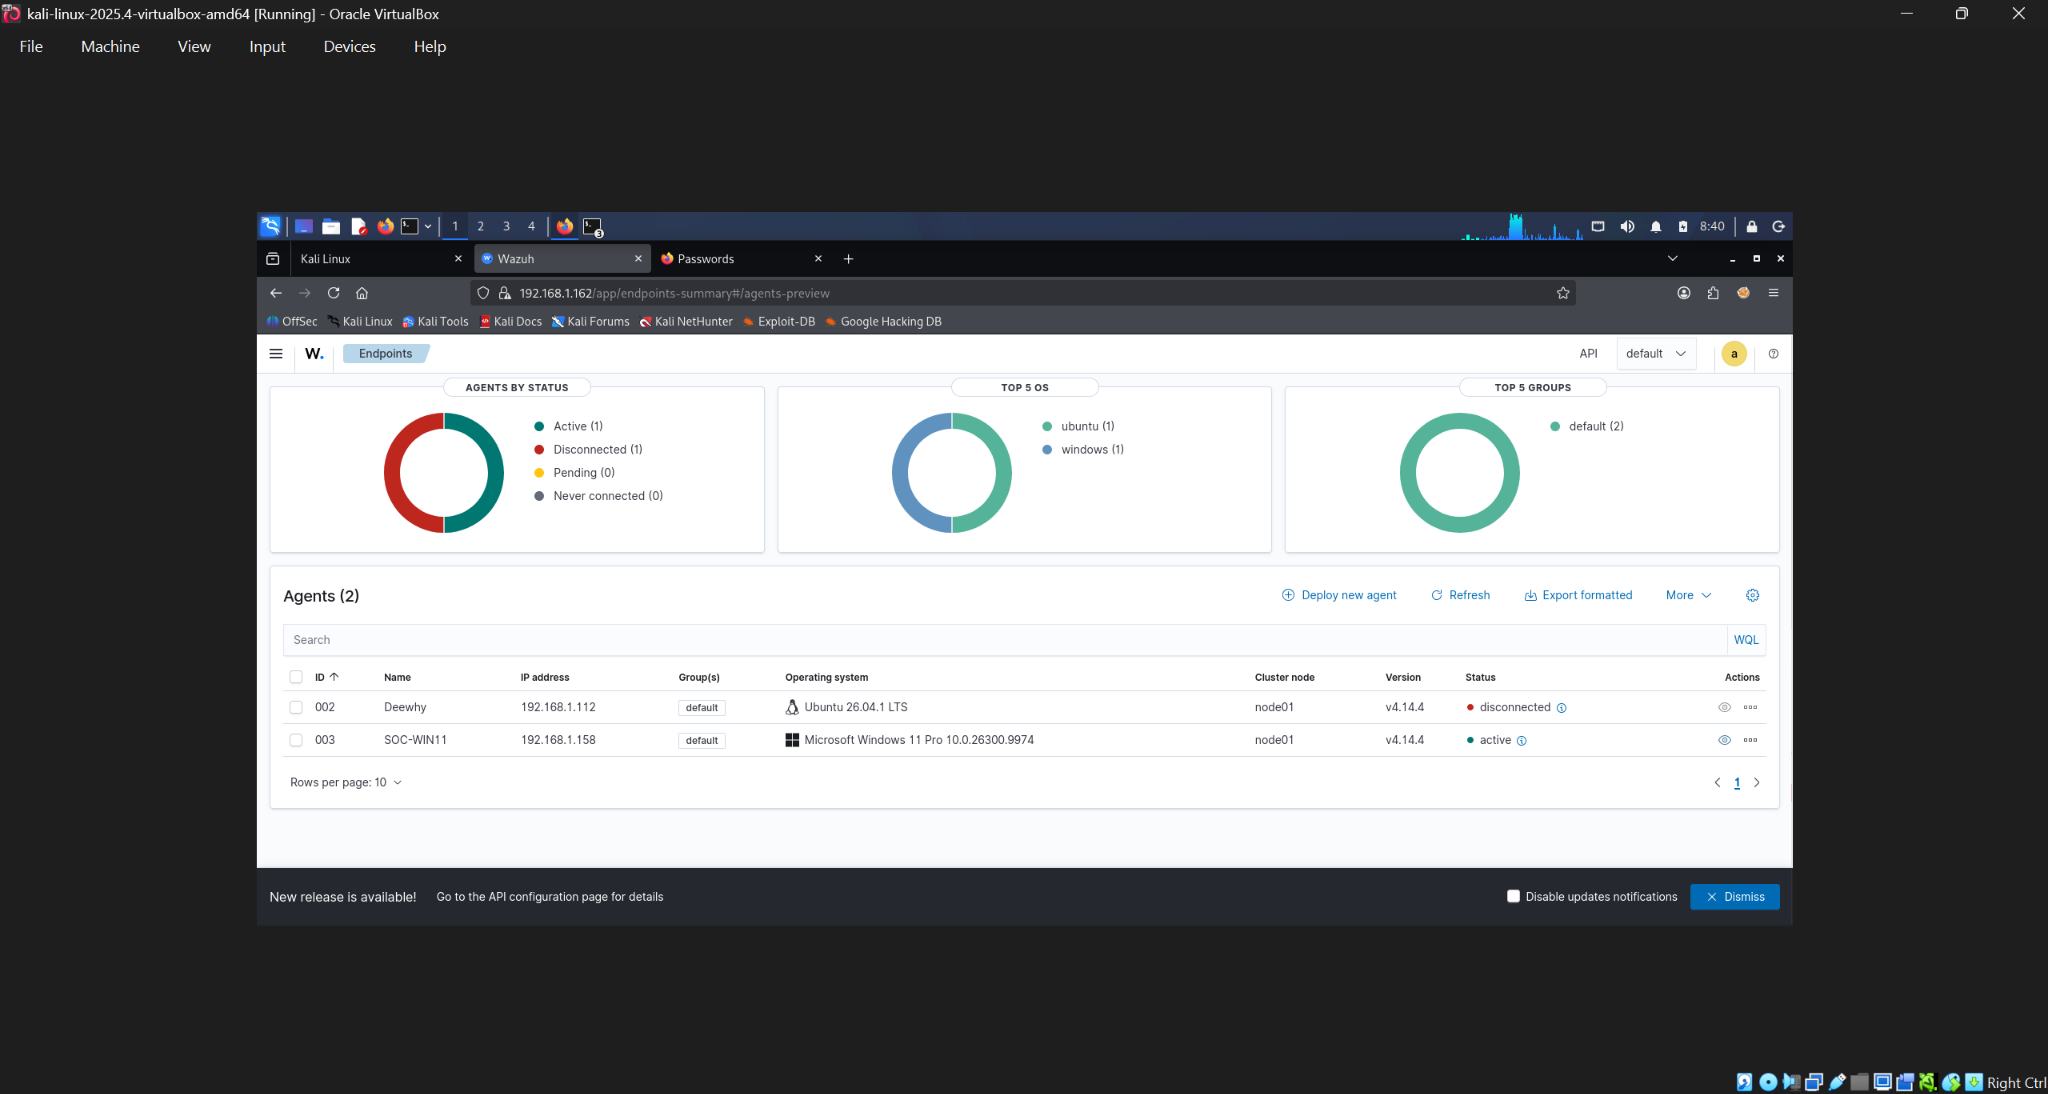 kali-linux-2025.4-virtualbox-amd64 [Running] - Oracle VirtualBox
File Machine View Input Devices Help
1 2 3 4 3 8:40
Kali Linux Wazuh Passwords
192.168.1.162/app/endpoints-summary#/agents-preview
OffSec Kali Linux Kali Tools Kali Docs Kali Forums Kali NetHunter Exploit-DB Google Hacking DB
W. Endpoints API default a
AGENTS BY STATUS
Active (1)
Disconnected (1)
Pending (0)
Never connected (0)
TOP 5 OS
ubuntu (1)
windows (1)
TOP 5 GROUPS
default (2)
Agents (2) Deploy new agent Refresh Export formatted More
Search WQL
ID Name IP address Group(s) Operating system Cluster node Version Status Actions
002 Deewhy 192.168.1.112 default Ubuntu 26.04.1 LTS node01 v4.14.4 disconnected
003 SOC-WIN11 192.168.1.158 default Microsoft Windows 11 Pro 10.0.26300.9974 node01 v4.14.4 active
Rows per page: 10 1
New release is available! Go to the API configuration page for details Disable updates notifications Dismiss
Right Ctrl